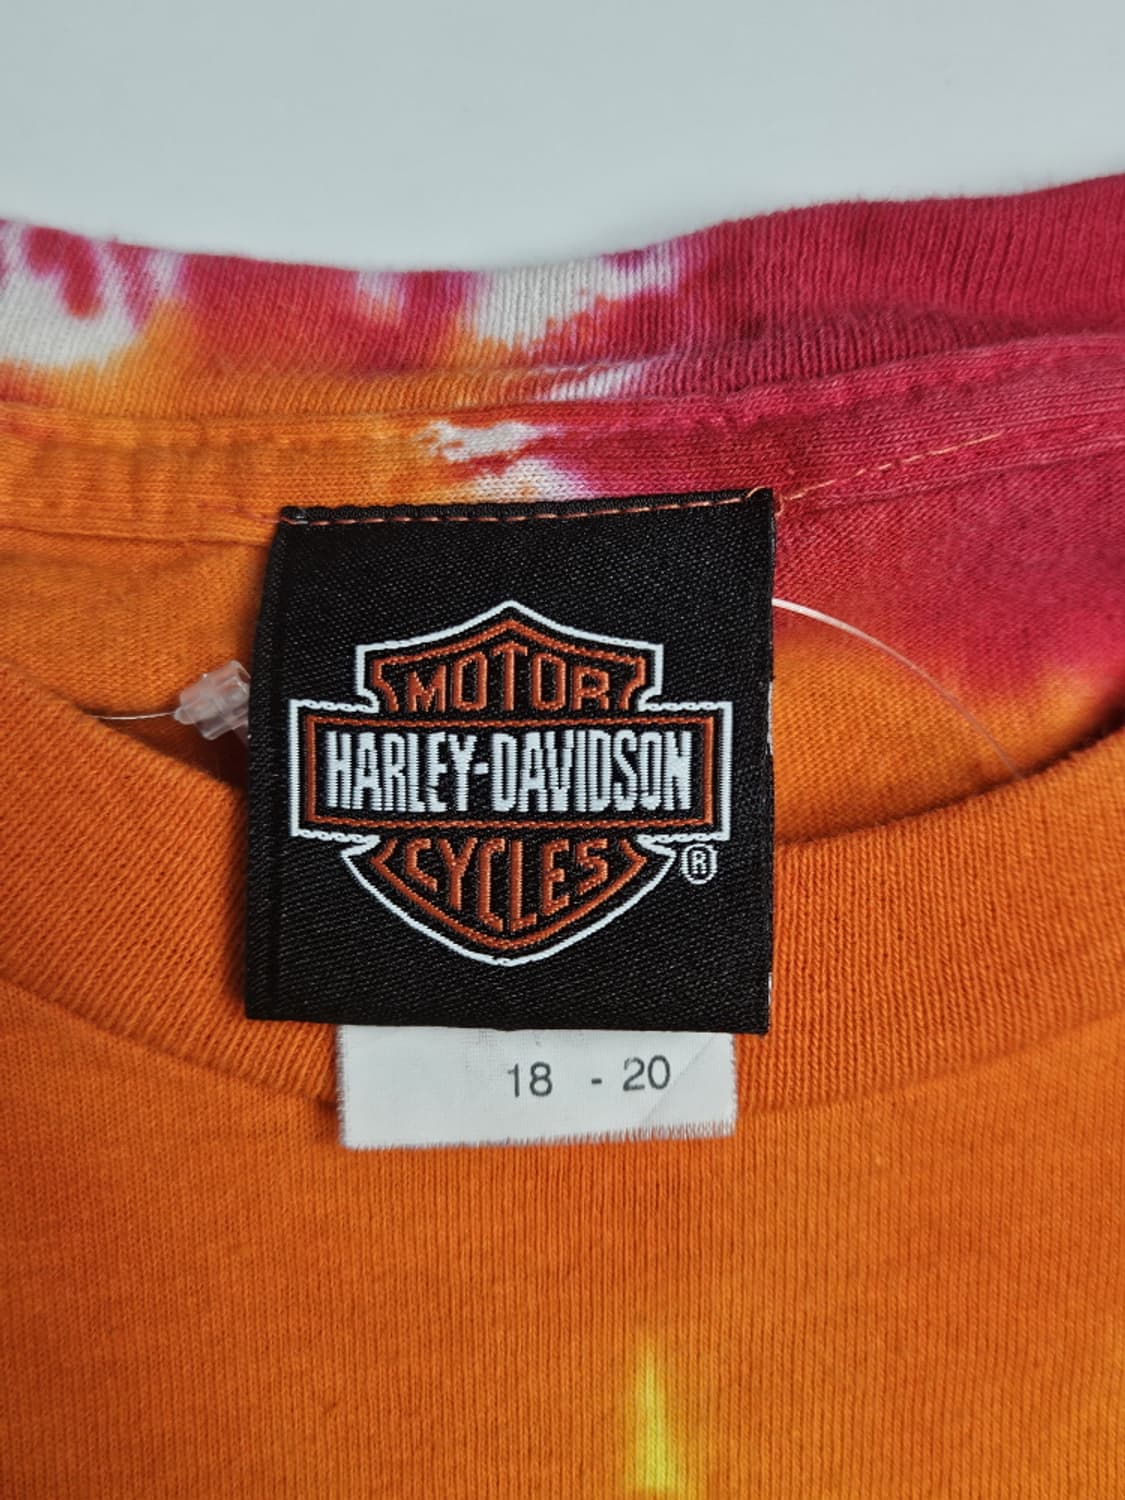 MOTOR
HARLEY-DAVIDSON
CYCLES ®
18 - 20